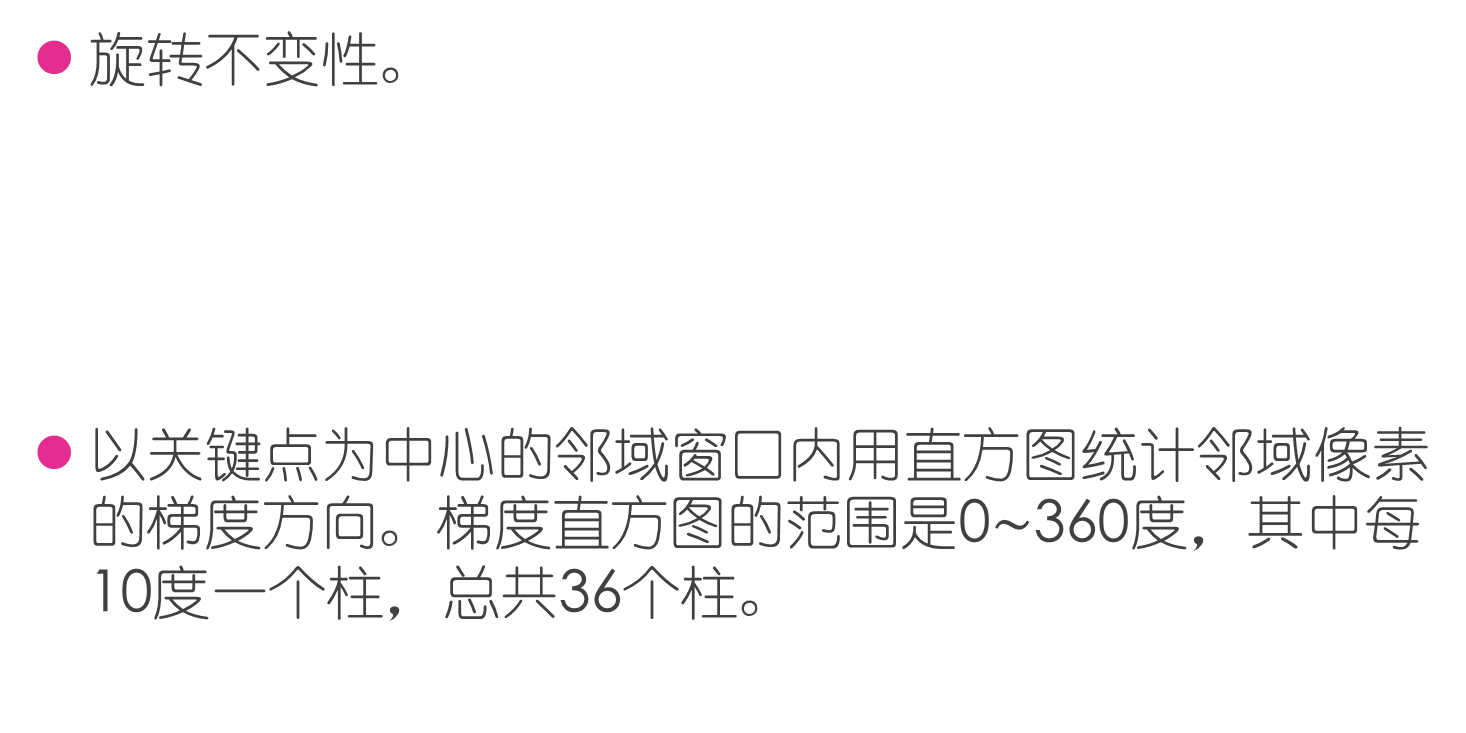 ● 旋转不变性。
● 以关键点为中心的邻域窗口内用直方图统计邻域像素
的梯度方向。梯度直方图的范围是0~360度，其中每
10度一个柱，总共36个柱。